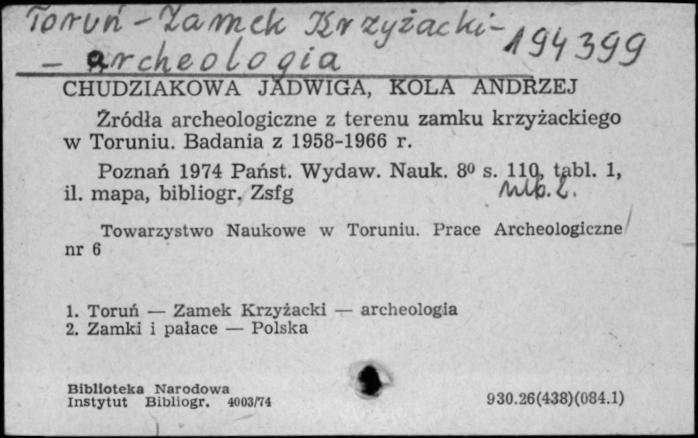 Toruń - Zamek Krzyżacki -
- archeologia 194399
CHUDZIAKOWA JADWIGA, KOLA ANDRZEJ
Źródła archeologiczne z terenu zamku krzyżackiego
w Toruniu. Badania z 1958-1966 r.
Poznań 1974 Państ. Wydaw. Nauk. 8⁰ s. 110, tabl. 1,
il. mapa, bibliogr. Zsfg nlb. 2.
Towarzystwo Naukowe w Toruniu. Prace Archeologiczne
nr 6
1. Toruń — Zamek Krzyżacki — archeologia
2. Zamki i pałace — Polska
Biblioteka Narodowa
Instytut Bibliogr. 4003/74 930.26(438)(084.1)